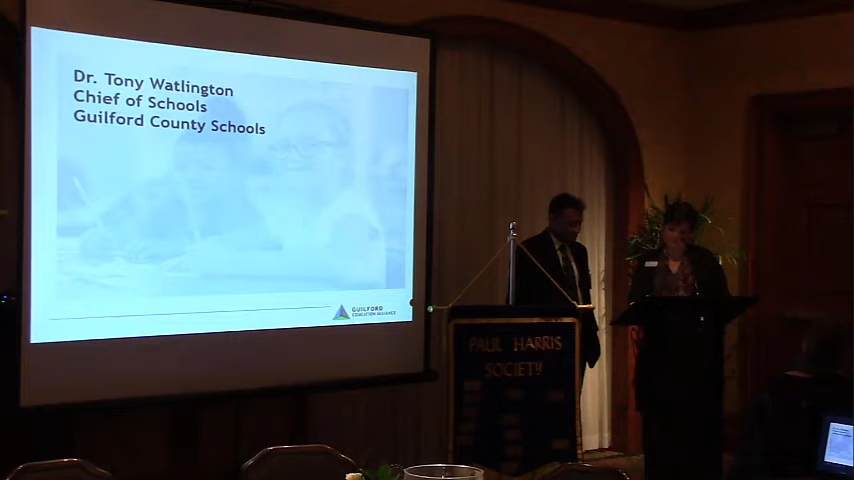 Dr. Tony Watlington
Chief of Schools
Guilford County Schools
GUILFORD
EDUCATION ALLIANCE
PAUL HARRIS
SOCIETY